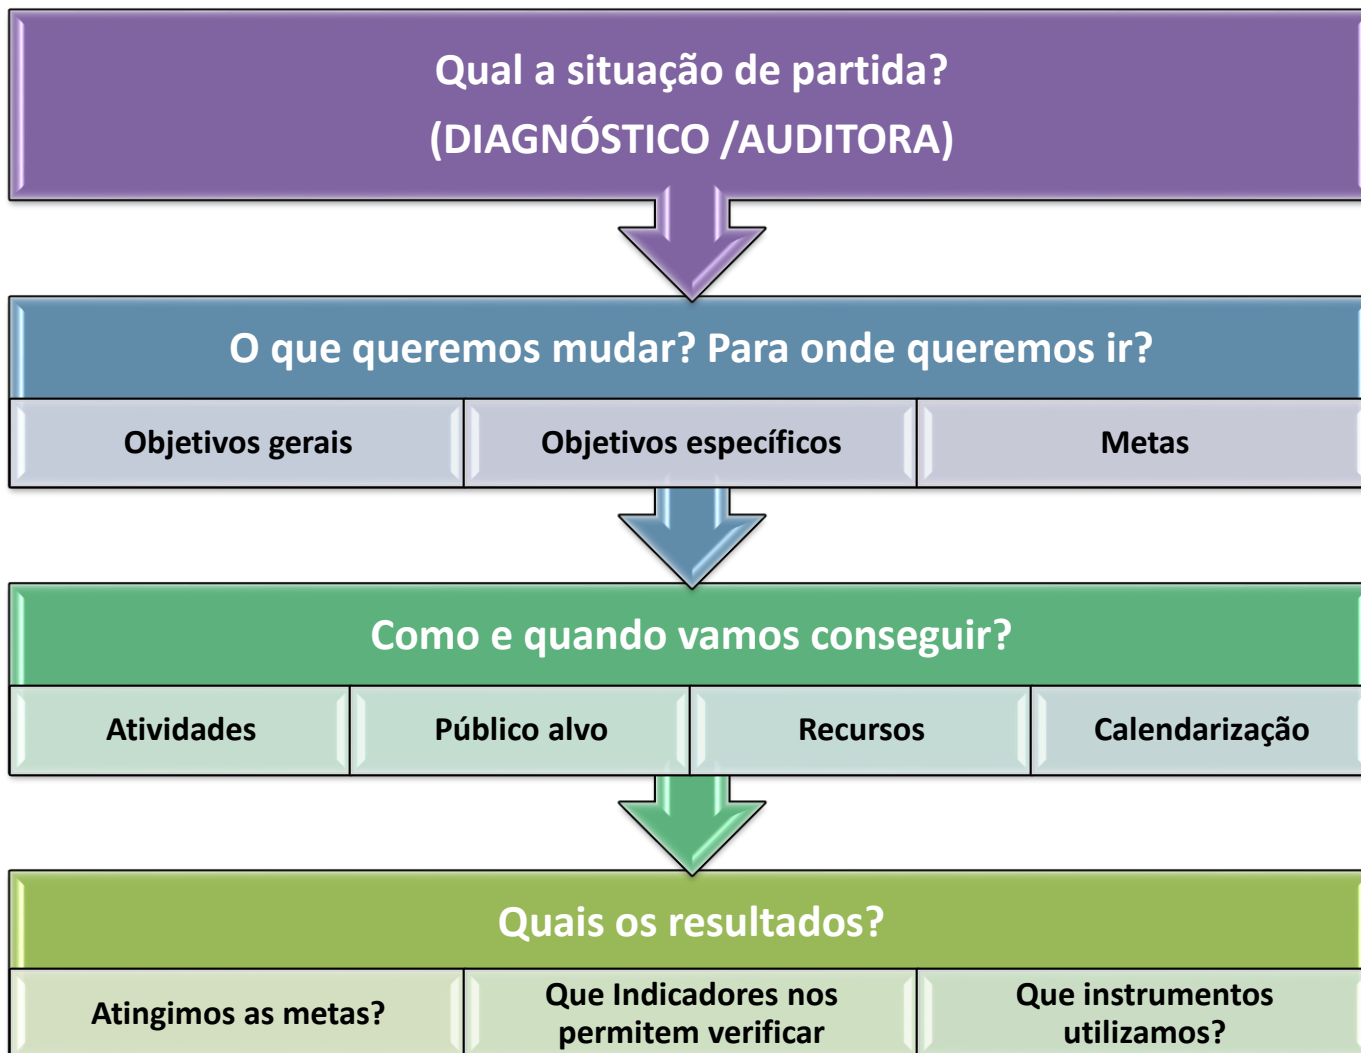 Qual a situação de partida?
(DIAGNÓSTICO /AUDITORA)
O que queremos mudar? Para onde queremos ir?
Objetivos gerais
Objetivos específicos
Metas
Como e quando vamos conseguir?
Atividades
Público alvo
Recursos
Calendarização
Quais os resultados?
Atingimos as metas?
Que Indicadores nos
permitem verificar
Que instrumentos
utilizamos?